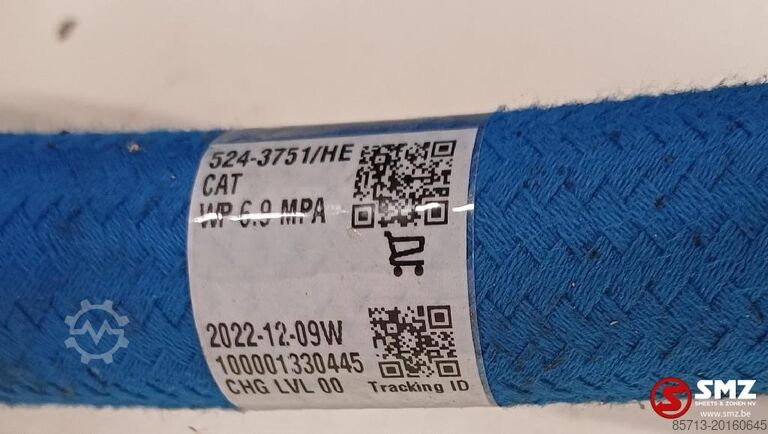 524-3751/HE
CAT
WP 6.9 MPA
2022-12-09W
100001330445
CHG LVL 00
Tracking ID
SMZ
SMEETS & ZONEN NV
www.smz.be
85713-20160645